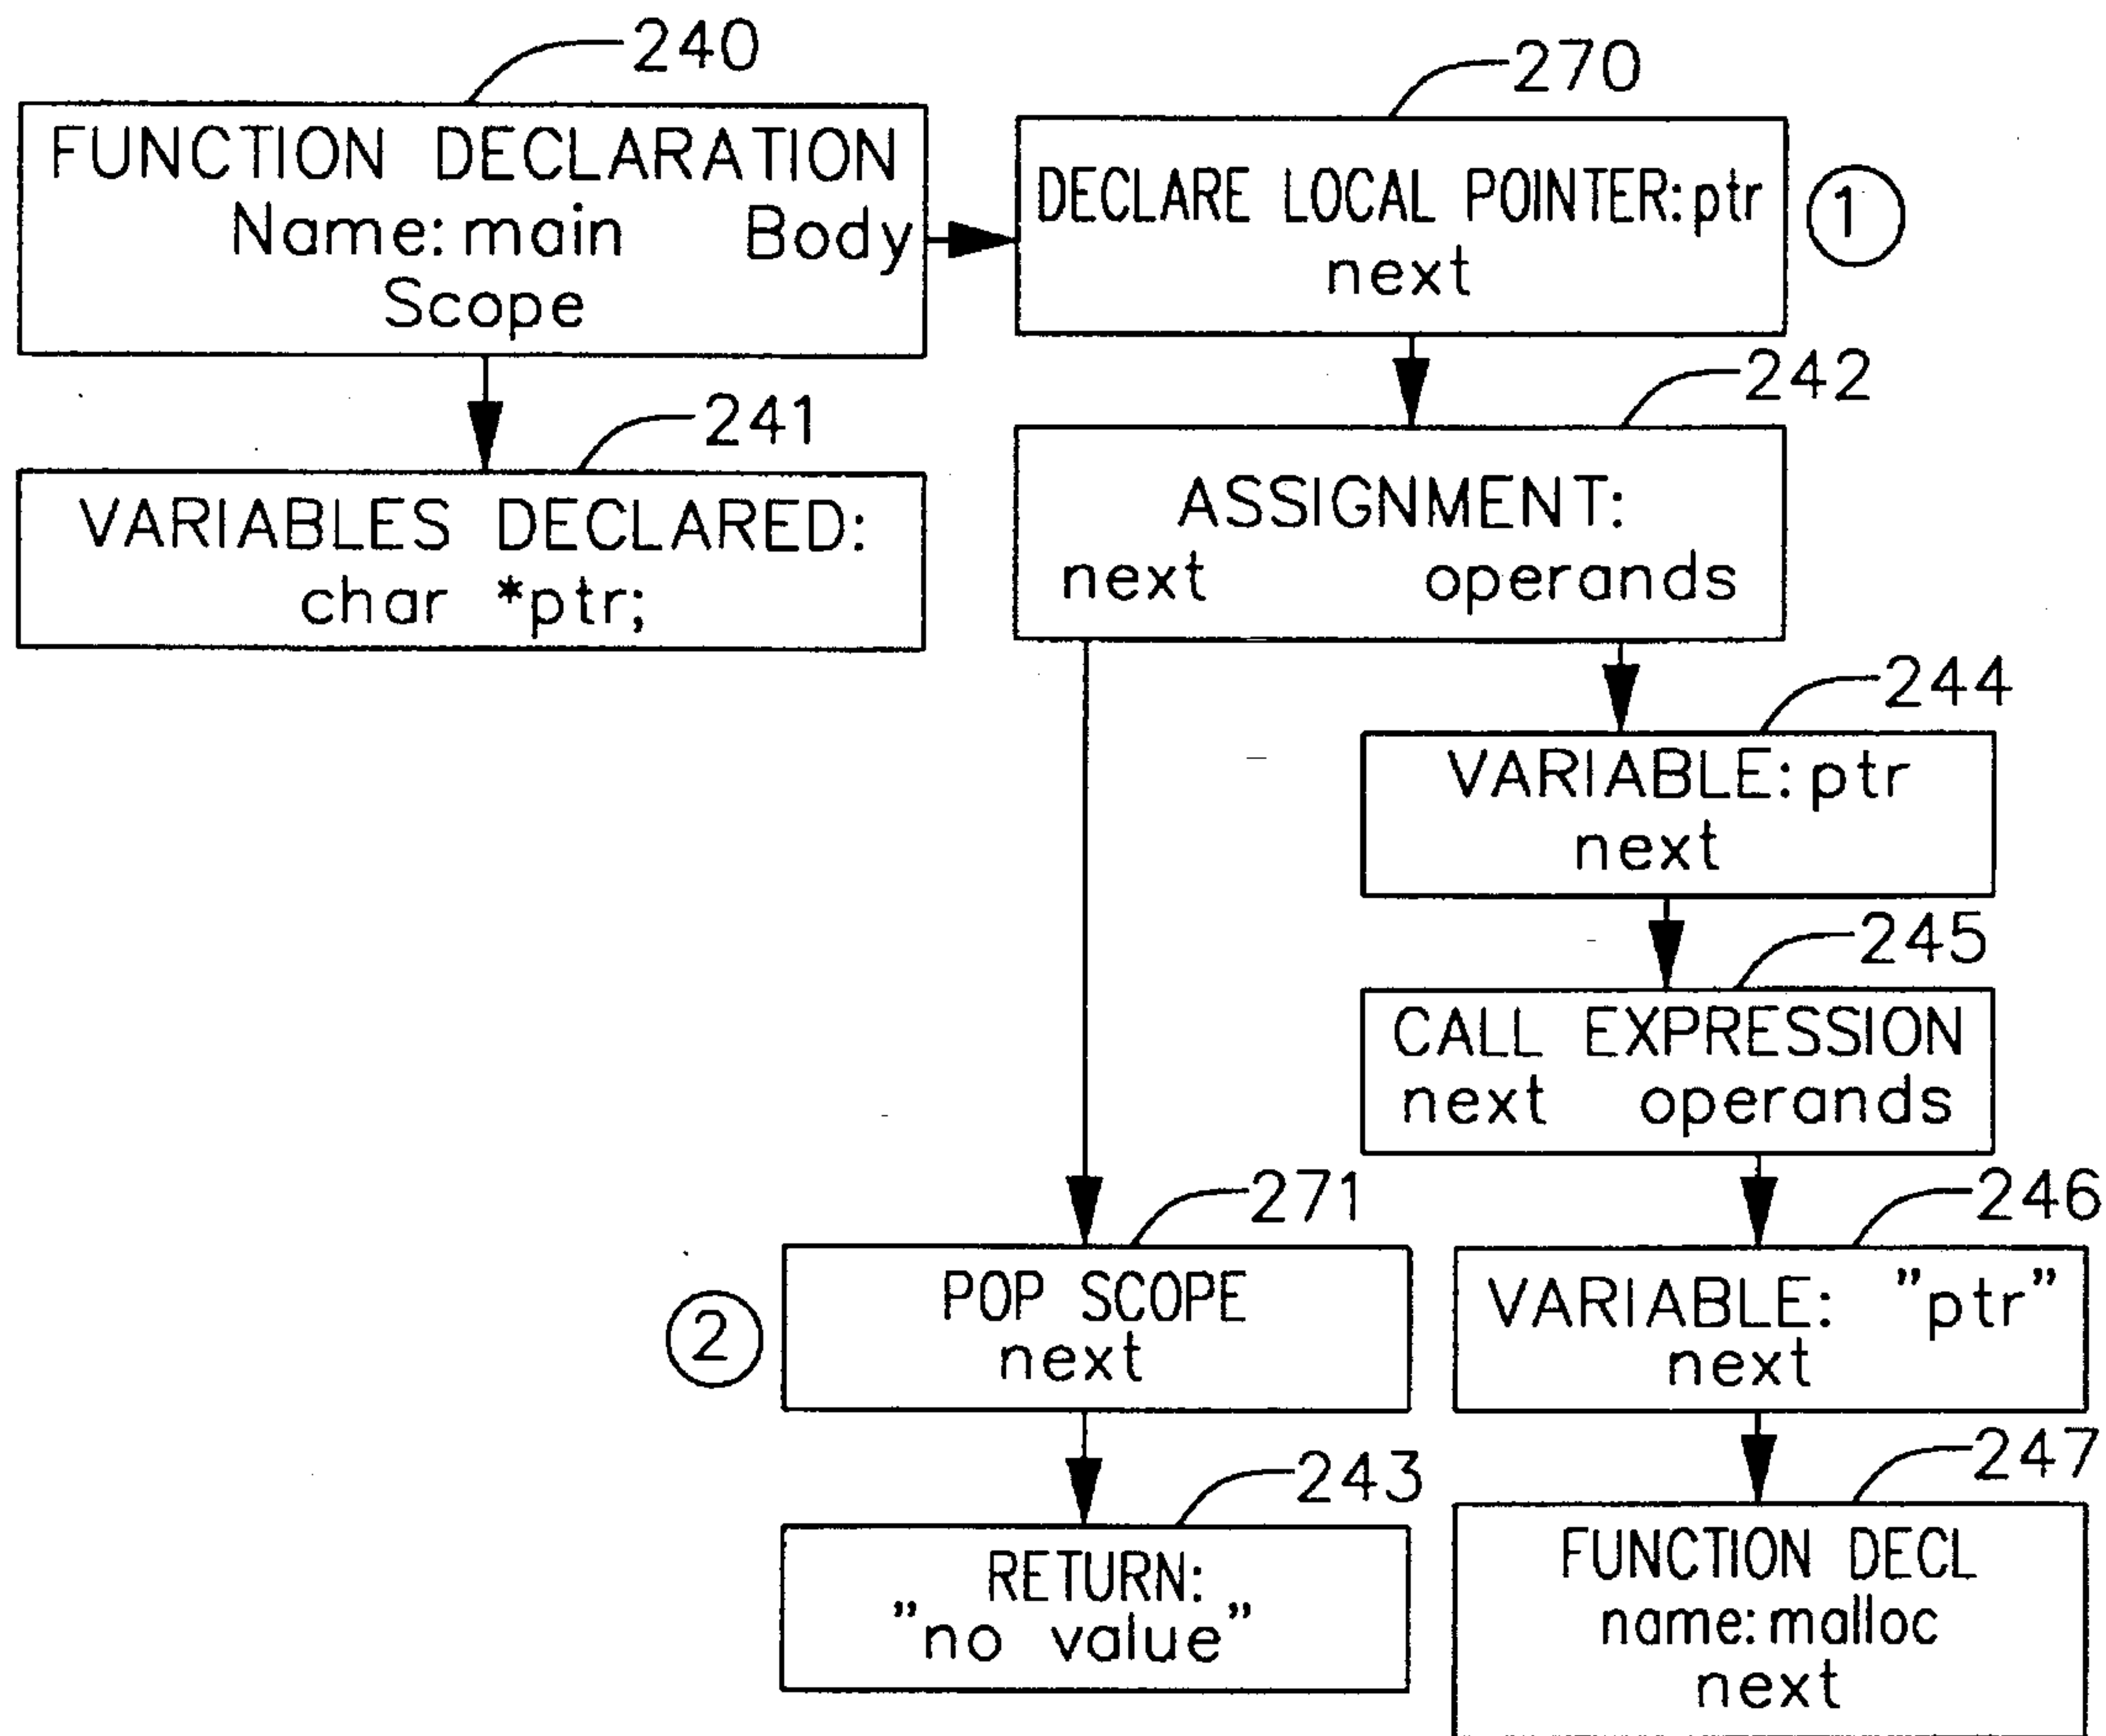 240
FUNCTION DECLARATION
Name: main Body
Scope
270
DECLARE LOCAL POINTER: ptr
next
1
241
VARIABLES DECLARED:
char *ptr;
242
ASSIGNMENT:
next operands
244
VARIABLE: ptr
next
245
CALL EXPRESSION
next operands
271
2
POP SCOPE
next
246
VARIABLE: "ptr"
next
243
RETURN:
"no value"
247
FUNCTION DECL
name: malloc
next